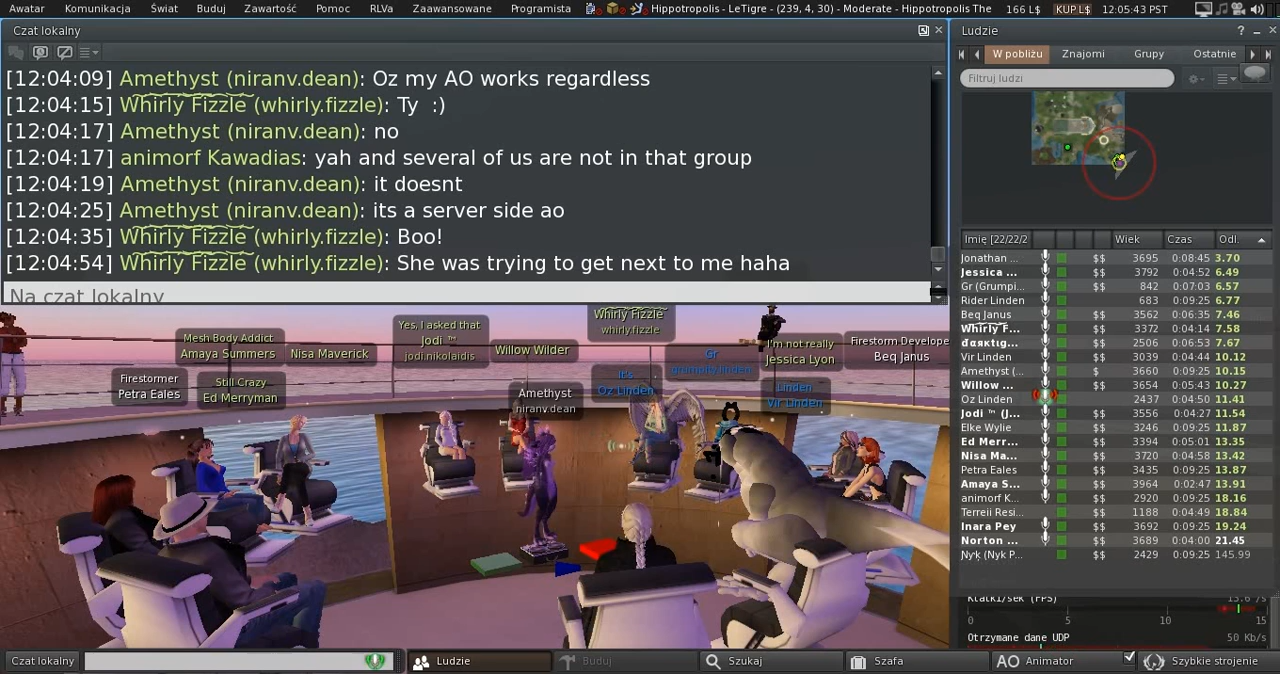 Awatar Komunikacja Świat Buduj Zawartość Pomoc RLVa Zaawansowane Programista Hippotropolis - LeTigre - (239, 4, 30) - Moderate - Hippotropolis The 166 L$ KUP L$ 12:05:43 PST
Czat lokalny
[12:04:09] Amethyst (niranv.dean): Oz my AO works regardless
[12:04:15] Whirly Fizzle (whirly.fizzle): Ty :)
[12:04:17] Amethyst (niranv.dean): no
[12:04:17] animorf Kawadias: yah and several of us are not in that group
[12:04:19] Amethyst (niranv.dean): it doesnt
[12:04:25] Amethyst (niranv.dean): its a server side ao
[12:04:35] Whirly Fizzle (whirly.fizzle): Boo!
[12:04:54] Whirly Fizzle (whirly.fizzle): She was trying to get next to me haha
Na czat lokalny
Ludzie
W pobliżu Znajomi Grupy Ostatnie
Filtruj ludzi
Imię [22/22/2 Wiek Czas Odl.
Jonathan ... $$ 3695 0:08:45 3.70
Jessica ... $$ 3792 0:04:52 6.49
Gr (Grumpi... $$ 842 0:07:03 6.57
Rider Linden 683 0:09:25 6.77
Beq Janus $$ 3562 0:06:35 7.46
Whirly F... $$ 3372 0:04:14 7.58
$$ 2506 0:06:53 7.67
Vir Linden $$ 3039 0:04:44 10.12
Amethyst (... $$ 3660 0:09:25 10.15
Willow ... $$ 3654 0:05:43 10.27
Oz Linden 2437 0:04:50 11.41
Jodi ™ (J... $$ 3556 0:04:27 11.54
Elke Wylie $$ 3246 0:09:25 11.87
Ed Merr... $$ 3394 0:05:01 13.35
Nisa Ma... $$ 3720 0:04:58 13.42
Petra Eales $$ 3435 0:09:25 13.87
Amaya S... $$ 3964 0:02:47 13.91
animorf K... $$ 2920 0:09:25 18.16
Terreii Resi... $$ 1188 0:04:49 18.84
Inara Pey $$ 3692 0:09:25 19.24
Norton ... $$ 3689 0:04:00 21.45
Nyk (Nyk P... $$ 2429 0:09:25 145.99
Klatki/sek (FPS) 13.6 /s
0 5 10 15
Otrzymane dane UDP 50 Kb/s
Mesh Body Addict
Amaya Summers
Nisa Maverick
Yes, I asked that
Jodi ™
jodi.nikolaidis
Willow Wilder
Whirly Fizzle
whirly.fizzle
Gr
grumpity.linden
I'm not really
Jessica Lyon
Firestorm Develope
Beq Janus
Firestormer
Petra Eales
Still Crazy
Ed Merryman
Amethyst
niranv.dean
It's
Oz Linden
Linden
Vir Linden
Czat lokalny Ludzie Buduj Szukaj Szafa AO Animator Szybkie strojenie